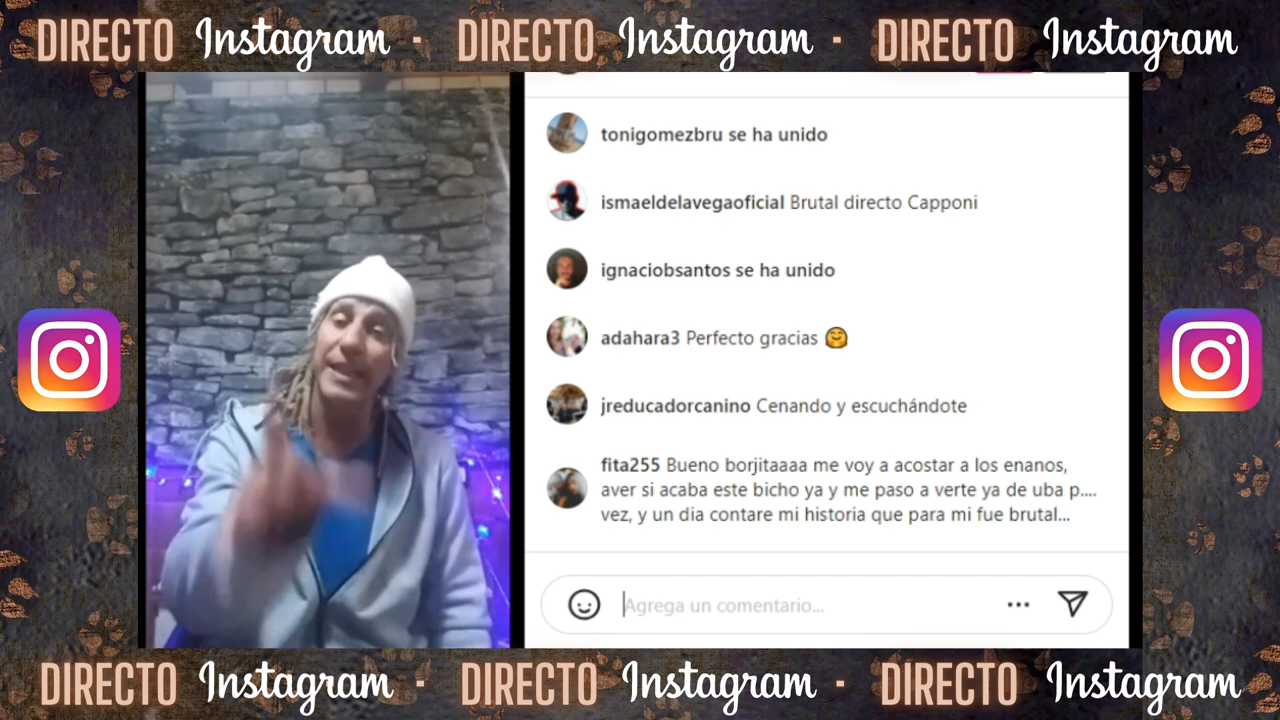 DIRECTO Instagram · DIRECTO Instagram · DIRECTO Instagram
tonigomezbru se ha unido
ismaeldelavegaoficial Brutal directo Capponi
ignaciobsantos se ha unido
adahara3 Perfecto gracias 🤗
jreducadorcanino Cenando y escuchándote
fita255 Bueno borjitaaaa me voy a acostar a los enanos,
aver si acaba este bicho ya y me paso a verte ya de uba p....
vez, y un dia contare mi historia que para mi fue brutal...
Agrega un comentario...
DIRECTO Instagram · DIRECTO Instagram · DIRECTO Instagram